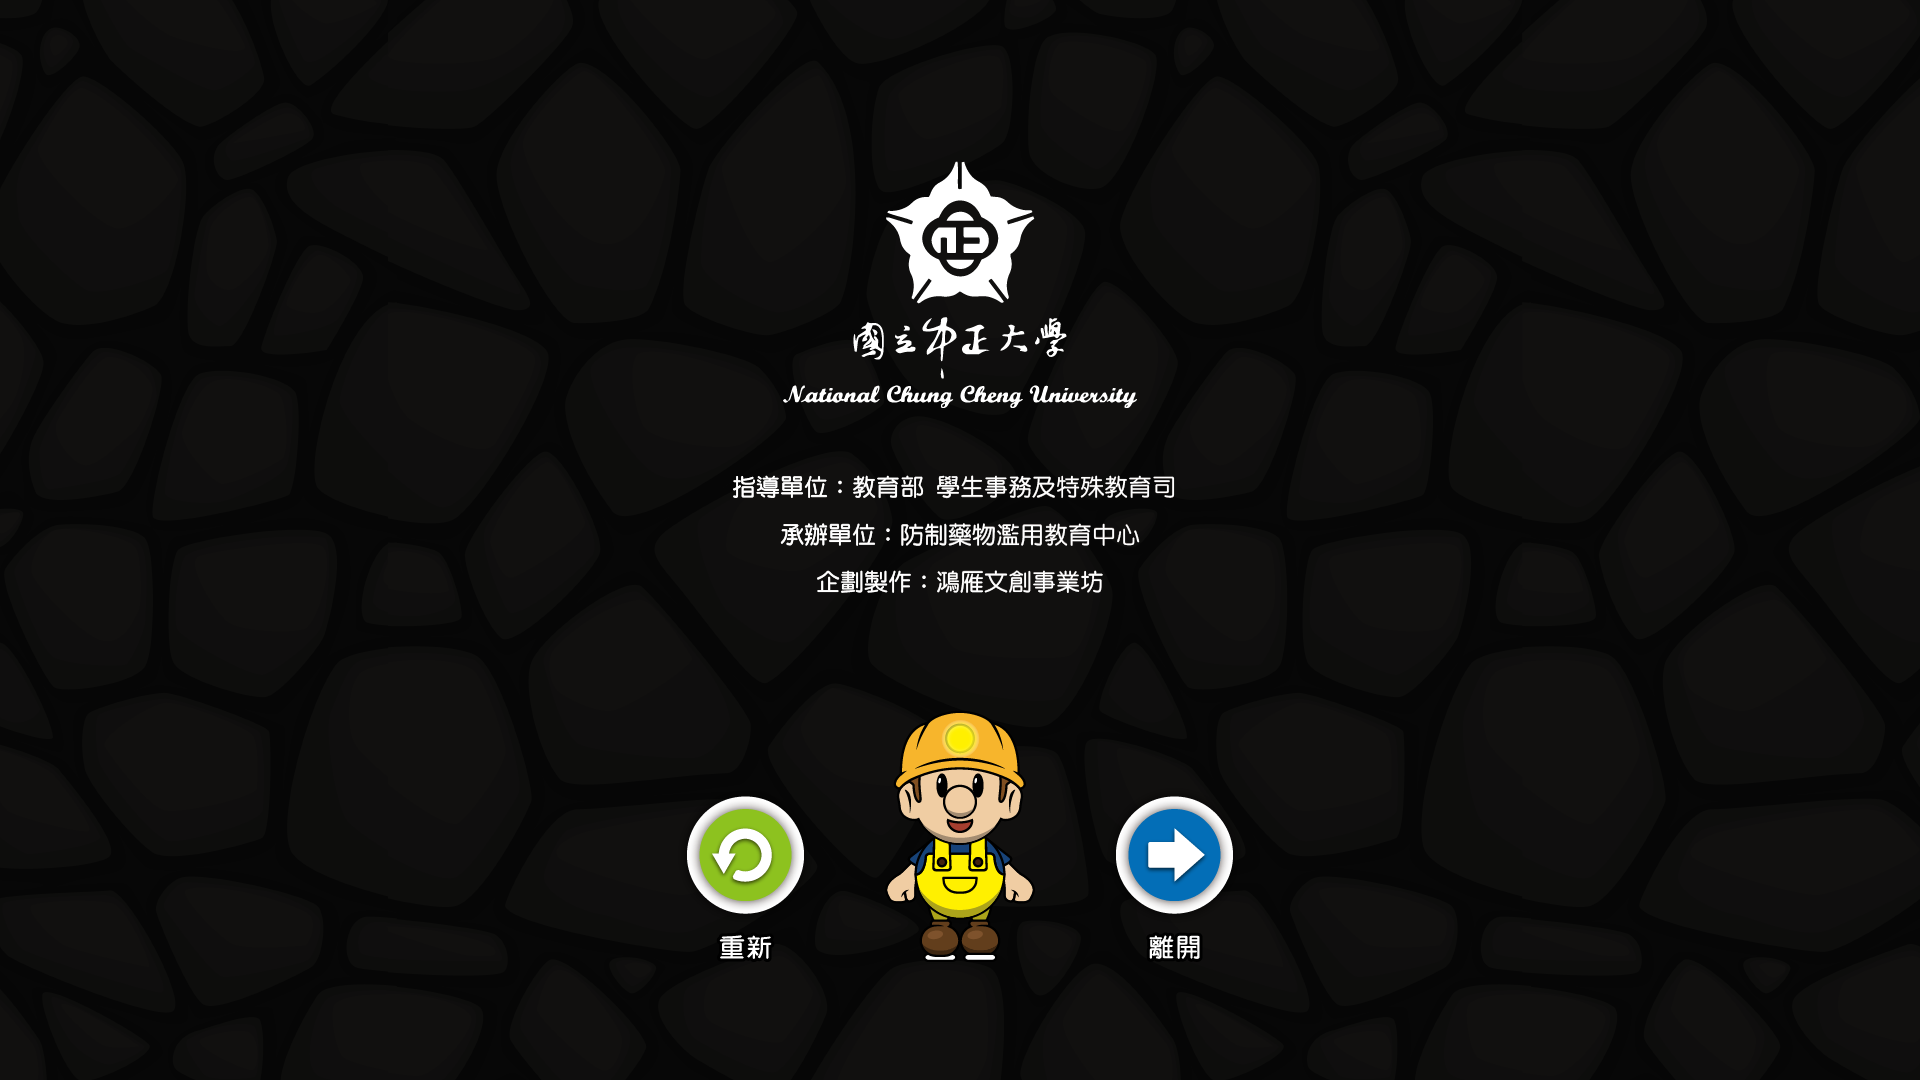 正
國立中正大學
National Chung Cheng University
指導單位：教育部 學生事務及特殊教育司
承辦單位：防制藥物濫用教育中心
企劃製作：鴻雁文創事業坊
重新
離開